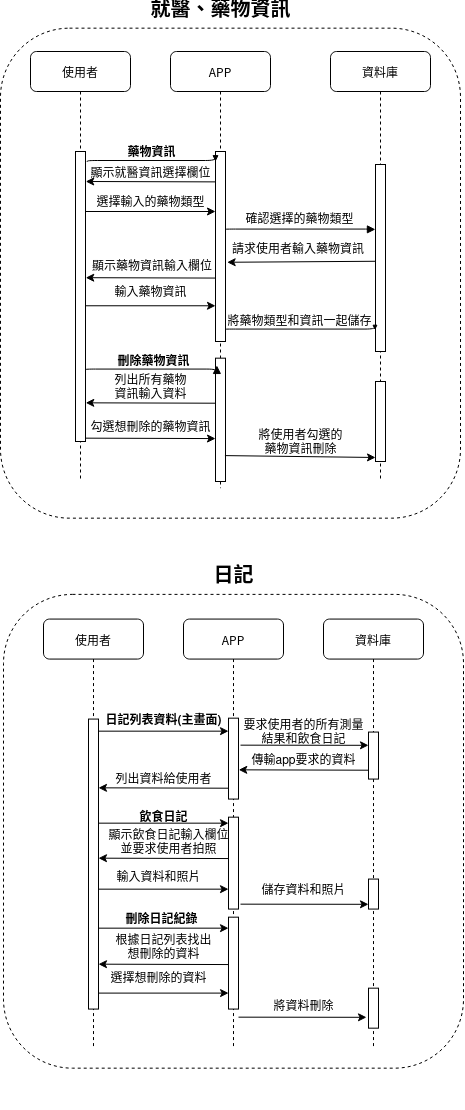 就醫、藥物資訊
使用者
APP
資料庫
藥物資訊
顯示就醫資訊選擇欄位
選擇輸入的藥物類型
確認選擇的藥物類型
請求使用者輸入藥物資訊
顯示藥物資訊輸入欄位
輸入藥物資訊
將藥物類型和資訊一起儲存
刪除藥物資訊
列出所有藥物
資訊輸入資料
勾選想刪除的藥物資訊
將使用者勾選的
藥物資訊刪除
日記
使用者
APP
資料庫
日記列表資料(主畫面)
要求使用者的所有測量
結果和飲食日記
傳輸app要求的資料
列出資料給使用者
飲食日記
顯示飲食日記輸入欄位
並要求使用者拍照
輸入資料和照片
儲存資料和照片
刪除日記紀錄
根據日記列表找出
想刪除的資料
選擇想刪除的資料
將資料刪除